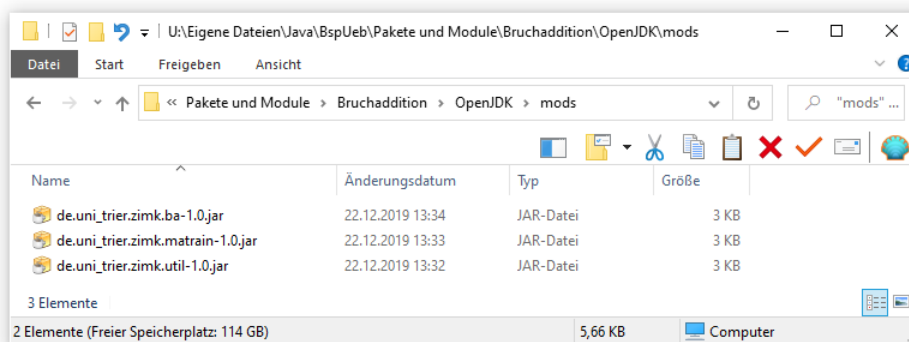 U:\Eigene Dateien\Java\BspUeb\Pakete und Module\Bruchaddition\OpenJDK\mods
Datei Start Freigeben Ansicht
« Pakete und Module › Bruchaddition › OpenJDK › mods "mods" ...
Name Änderungsdatum Typ Größe
de.uni_trier.zimk.ba-1.0.jar 22.12.2019 13:34 JAR-Datei 3 KB
de.uni_trier.zimk.matrain-1.0.jar 22.12.2019 13:33 JAR-Datei 3 KB
de.uni_trier.zimk.util-1.0.jar 22.12.2019 13:32 JAR-Datei 3 KB
3 Elemente
2 Elemente (Freier Speicherplatz: 114 GB) 5,66 KB Computer